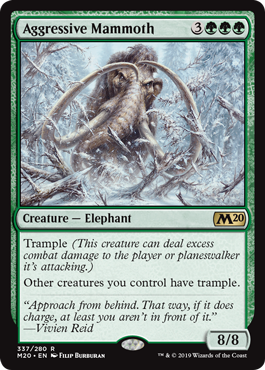 Aggressive Mammoth 3
Creature — Elephant M20
Trample (This creature can deal excess
combat damage to the player or planeswalker
it's attacking.)
Other creatures you control have trample.
“Approach from behind. That way, if it does
charge, at least you aren't in front of it.”
—Vivien Reid
8/8
337/280 R
M20 • EN FILIP BURBURAN ™ & © 2019 Wizards of the Coast